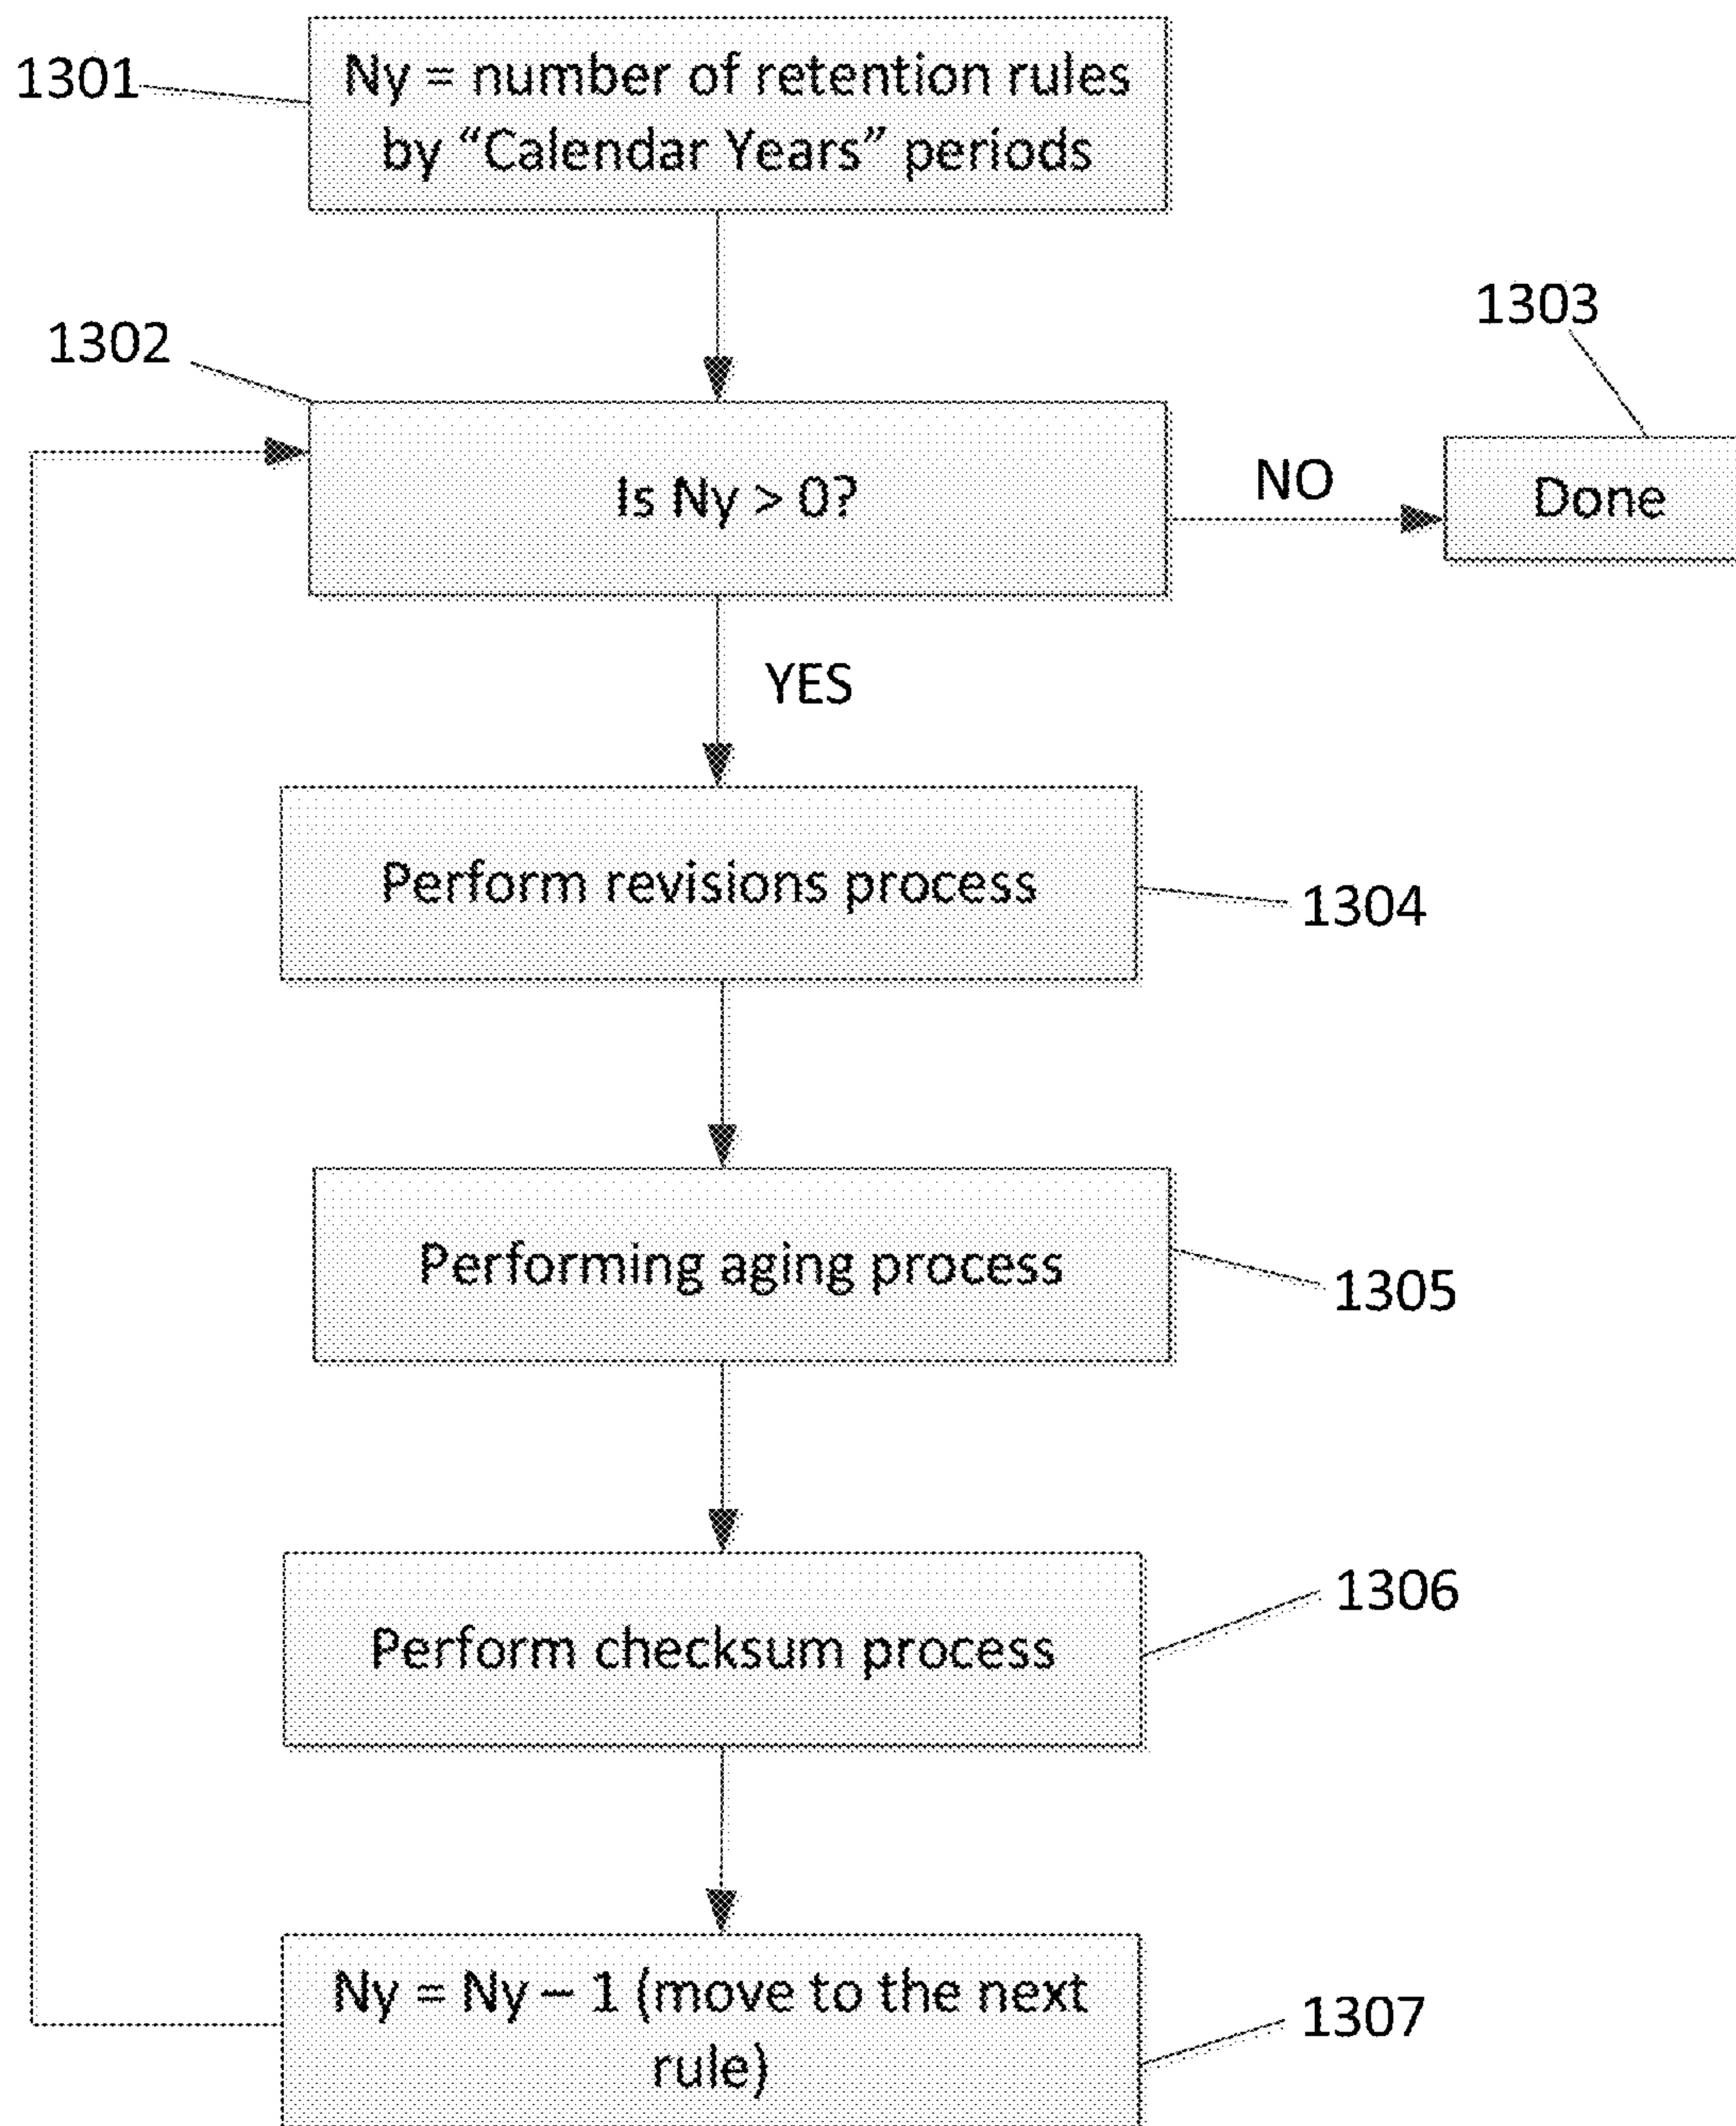 1301
Ny = number of retention rules
by “Calendar Years” periods
1302
1303
Is Ny > 0?
NO
Done
YES
Perform revisions process
1304
Performing aging process
1305
Perform checksum process
1306
Ny = Ny – 1 (move to the next
rule)
1307